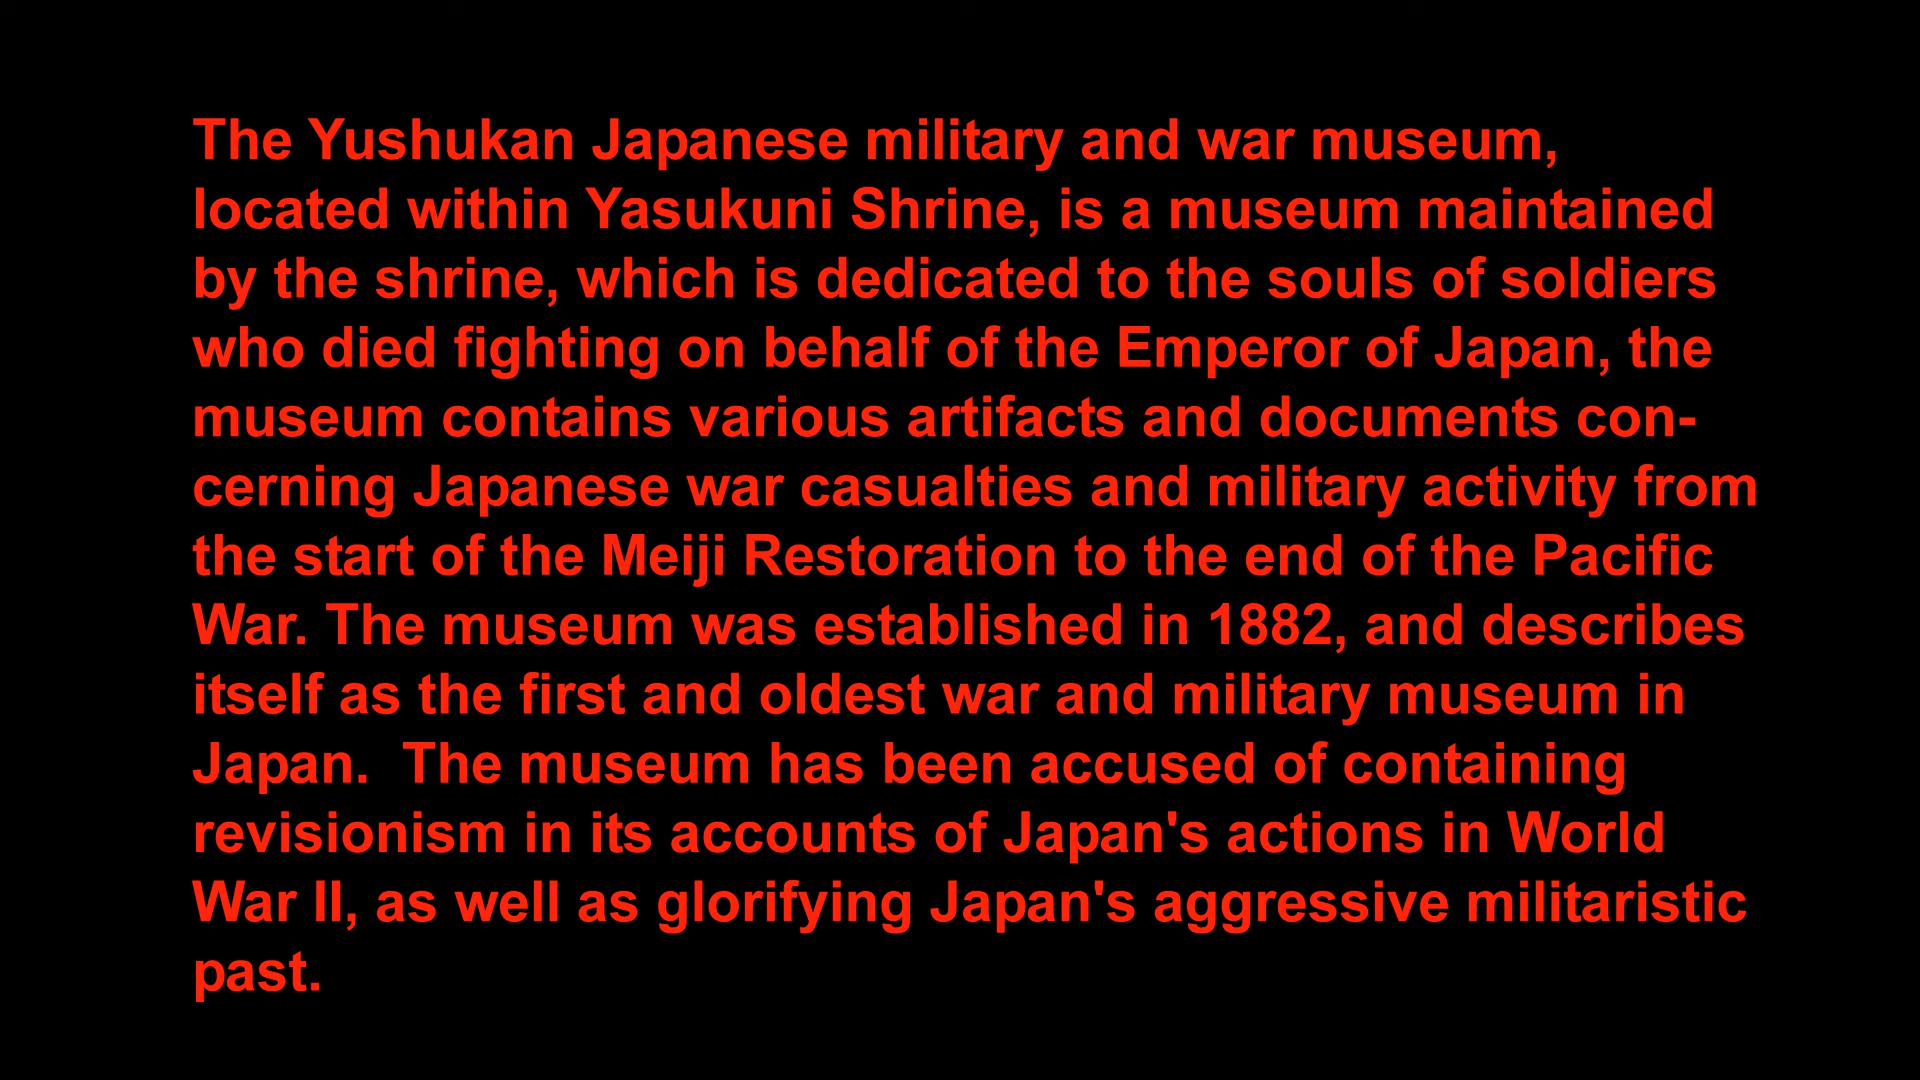 The Yushukan Japanese military and war museum,
located within Yasukuni Shrine, is a museum maintained
by the shrine, which is dedicated to the souls of soldiers
who died fighting on behalf of the Emperor of Japan, the
museum contains various artifacts and documents con-
cerning Japanese war casualties and military activity from
the start of the Meiji Restoration to the end of the Pacific
War. The museum was established in 1882, and describes
itself as the first and oldest war and military museum in
Japan.  The museum has been accused of containing
revisionism in its accounts of Japan's actions in World
War II, as well as glorifying Japan's aggressive militaristic
past.